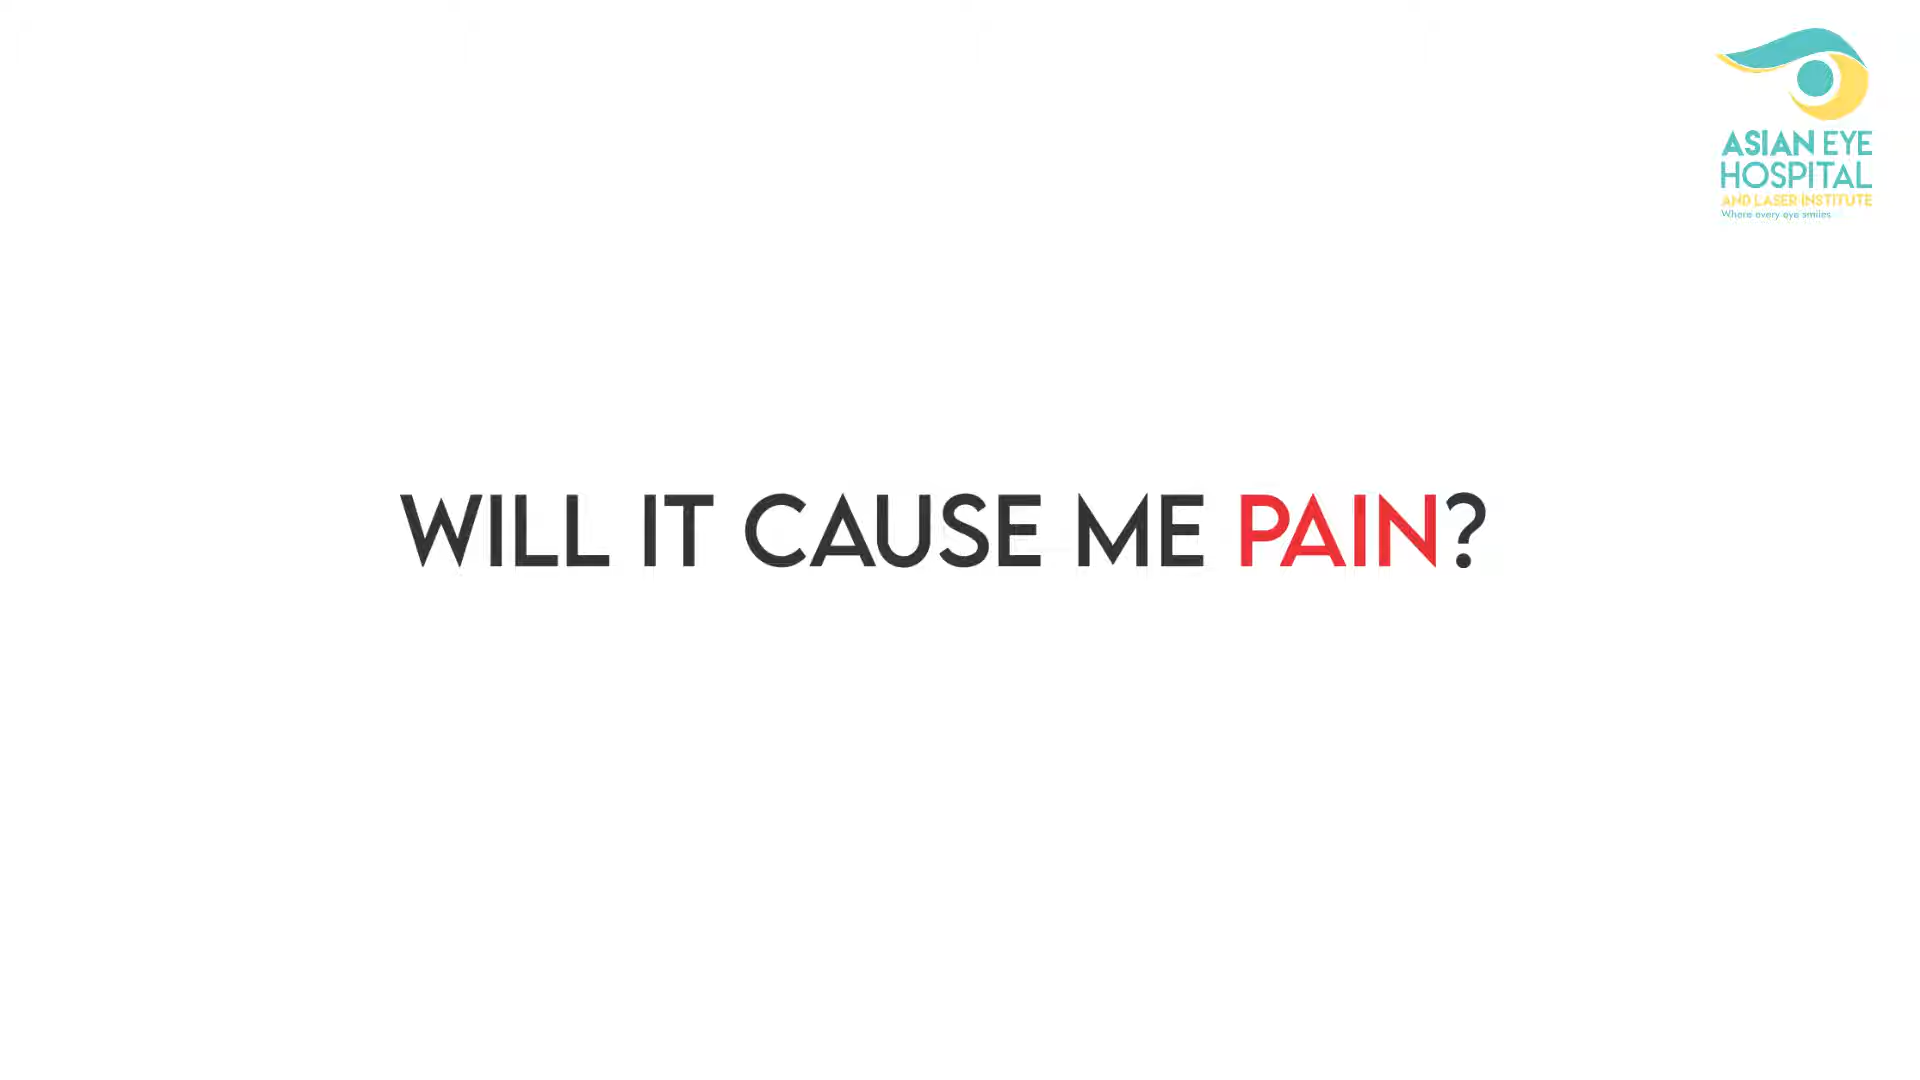 ASIAN EYE
HOSPITAL
AND LASER INSTITUTE
Where every eye smiles
WILL IT CAUSE ME PAIN?